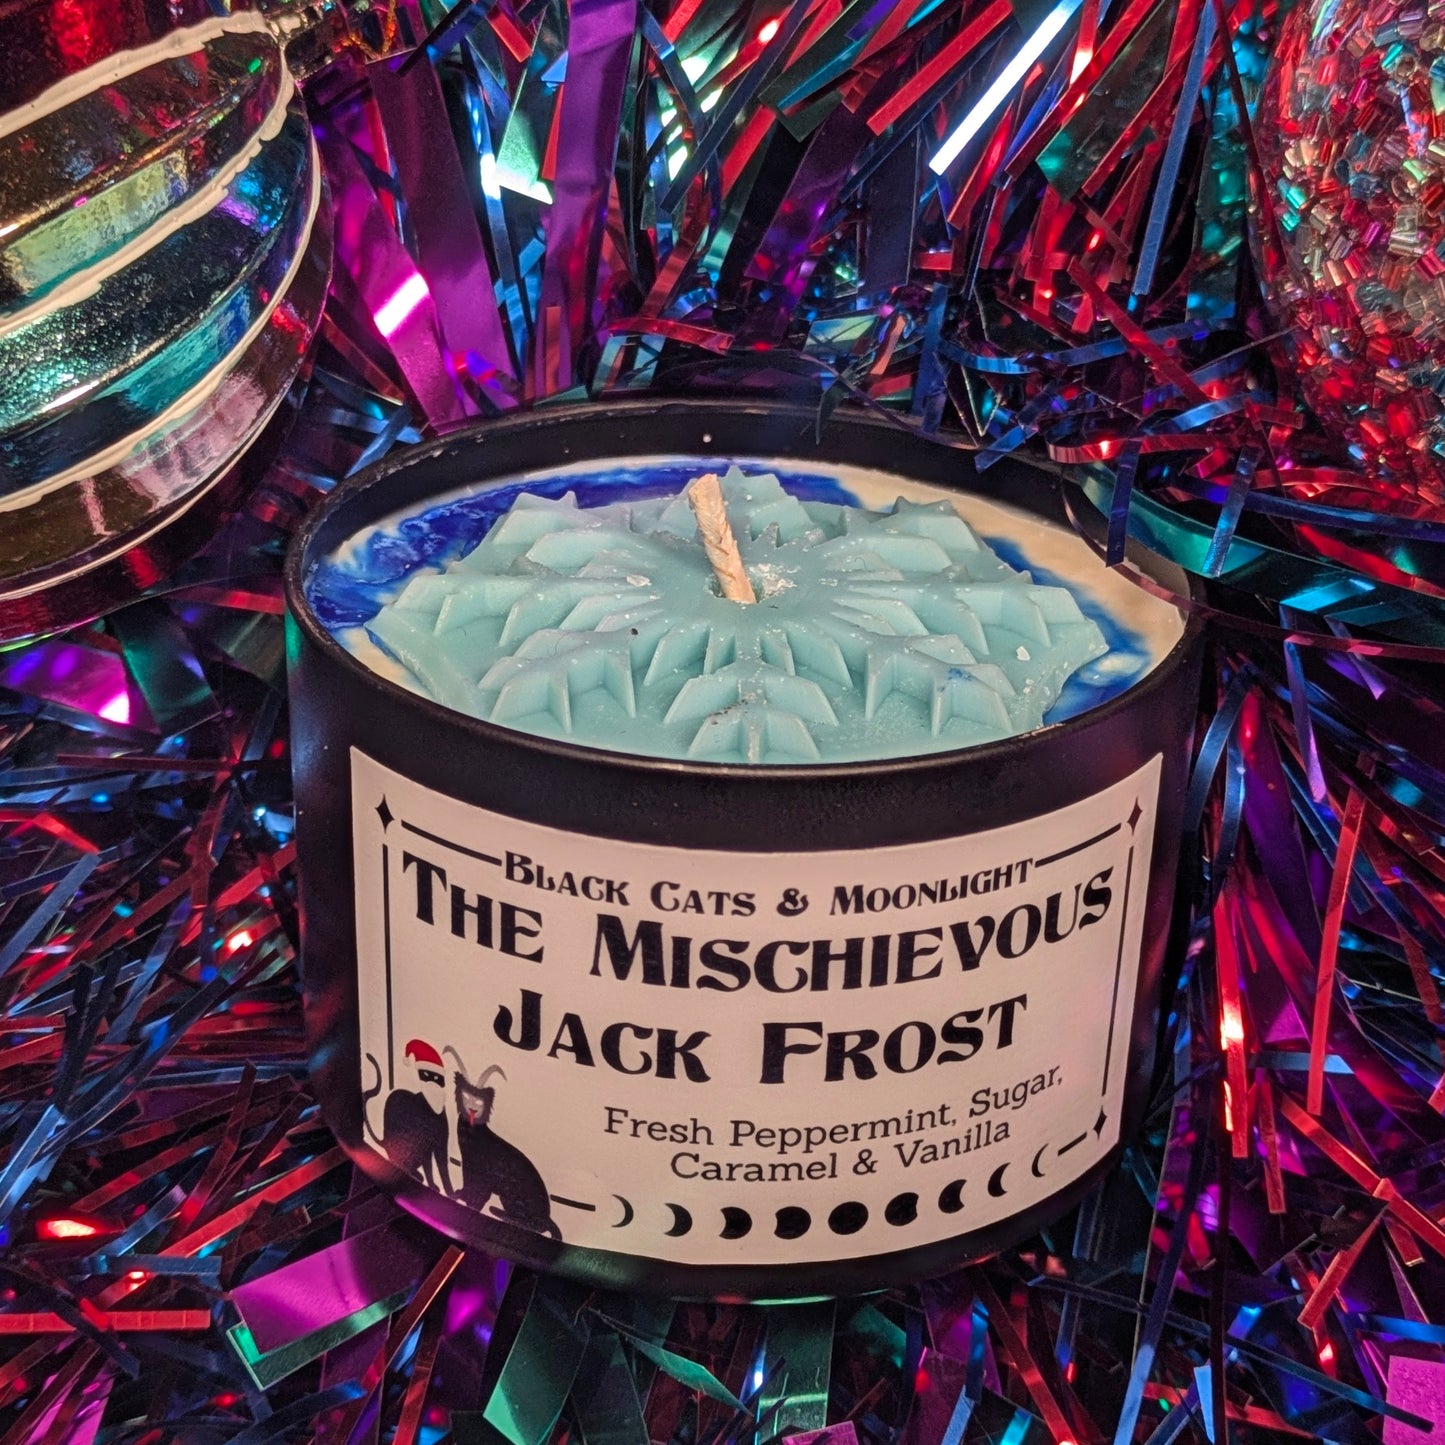 Black Cats & Moonlight
The Mischievous
Jack Frost
Fresh Peppermint, Sugar,
Caramel & Vanilla